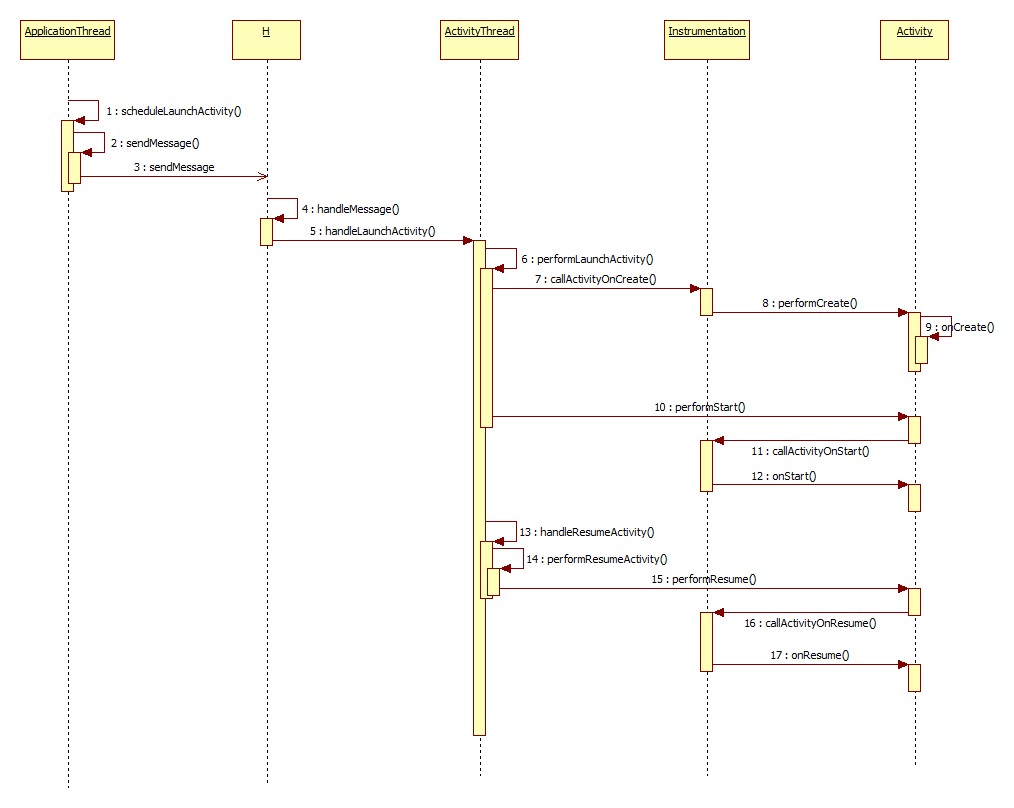 ApplicationThread
H
ActivityThread
Instrumentation
Activity
1 : scheduleLaunchActivity()
2 : sendMessage()
3 : sendMessage
4 : handleMessage()
5 : handleLaunchActivity()
6 : performLaunchActivity()
7 : callActivityOnCreate()
8 : performCreate()
9 : onCreate()
10 : performStart()
11 : callActivityOnStart()
12 : onStart()
13 : handleResumeActivity()
14 : performResumeActivity()
15 : performResume()
16 : callActivityOnResume()
17 : onResume()